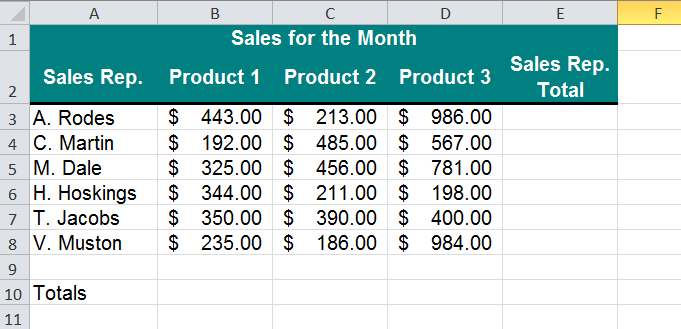 A B C D E F
1 Sales for the Month
2 Sales Rep. Product 1 Product 2 Product 3 Sales Rep. Total
3 A. Rodes $ 443.00 $ 213.00 $ 986.00
4 C. Martin $ 192.00 $ 485.00 $ 567.00
5 M. Dale $ 325.00 $ 456.00 $ 781.00
6 H. Hoskings $ 344.00 $ 211.00 $ 198.00
7 T. Jacobs $ 350.00 $ 390.00 $ 400.00
8 V. Muston $ 235.00 $ 186.00 $ 984.00
9
10 Totals
11